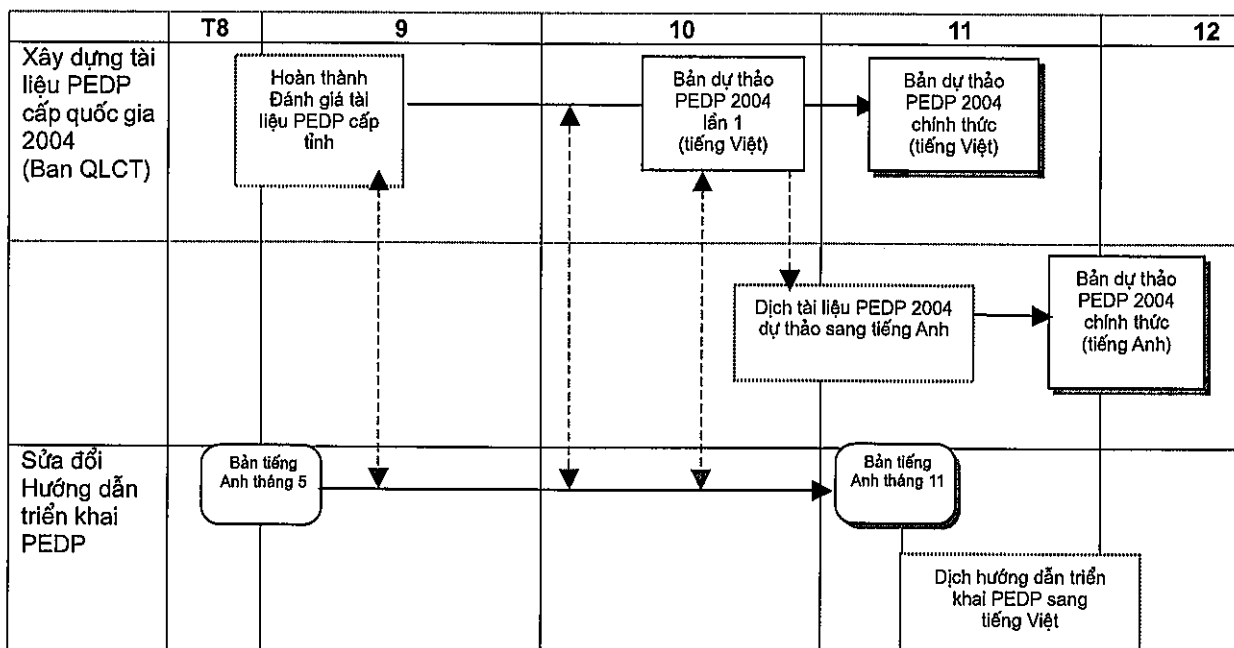 T8 9 10 11 12
Xây dựng tài
liệu PEDP
cấp quốc gia
2004
(Ban QLCT)
Hoàn thành
Đánh giá tài
liệu PEDP cấp
tỉnh
Bản dự thảo
PEDP 2004
lần 1
(tiếng Việt)
Bản dự thảo
PEDP 2004
chính thức
(tiếng Việt)
Dịch tài liệu PEDP 2004
dự thảo sang tiếng Anh
Bản dự thảo
PEDP 2004
chính thức
(tiếng Anh)
Sửa đổi
Hướng dẫn
triển khai
PEDP
Bản tiếng
Anh tháng 5
Bản tiếng
Anh tháng 11
Dịch hướng dẫn triển
khai PEDP sang
tiếng Việt